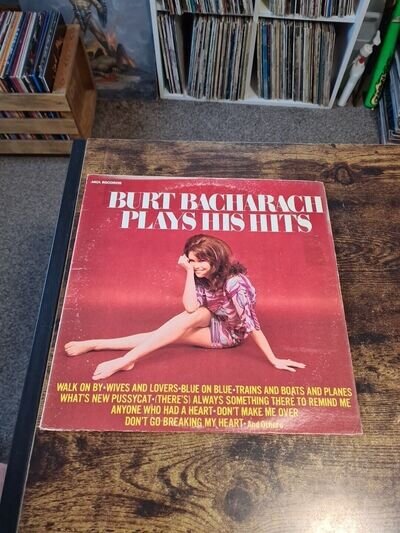 MCA RECORDS
BURT BACHARACH
PLAYS HIS HITS
WALK ON BY•WIVES AND LOVERS•BLUE ON BLUE•TRAINS AND BOATS AND PLANES
WHAT'S NEW PUSSYCAT•(THERE'S) ALWAYS SOMETHING THERE TO REMIND ME
ANYONE WHO HAD A HEART•DON'T MAKE ME OVER
DON'T GO BREAKING MY HEART•And Others